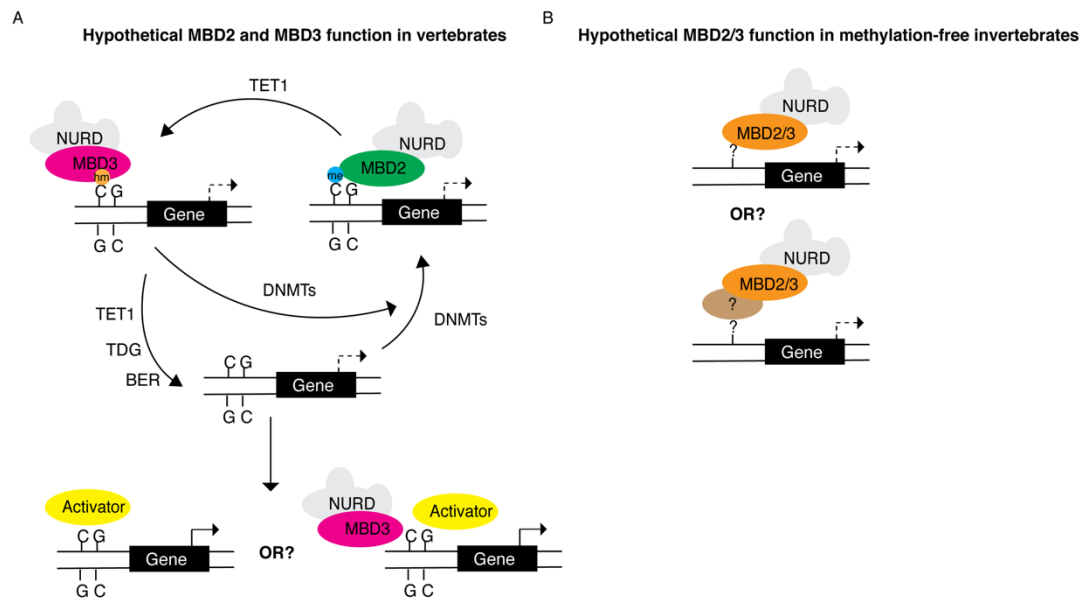 A
Hypothetical MBD2 and MBD3 function in vertebrates
TET1
NURD
MBD3
hm
C G
Gene
G C
NURD
MBD2
me
C G
Gene
G C
DNMTs
DNMTs
TET1
TDG
BER
C G
Gene
G C
Activator
C G
Gene
G C
OR?
NURD
MBD3
Activator
C G
Gene
G C
B
Hypothetical MBD2/3 function in methylation-free invertebrates
NURD
MBD2/3
?
Gene
OR?
NURD
MBD2/3
?
?
Gene